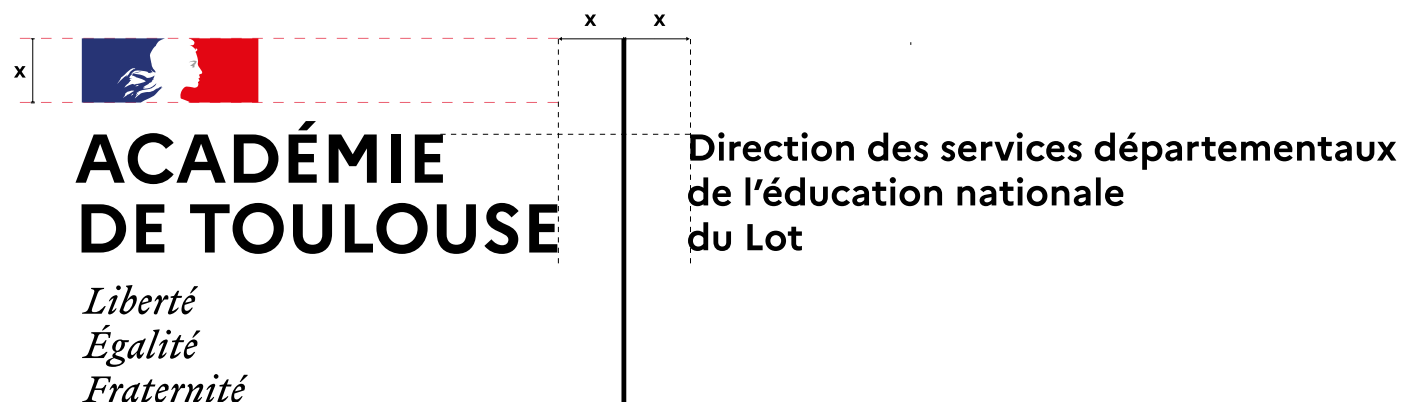 x x
x
ACADÉMIE
DE TOULOUSE
Liberté
Égalité
Fraternité
Direction des services départementaux
de l’éducation nationale
du Lot